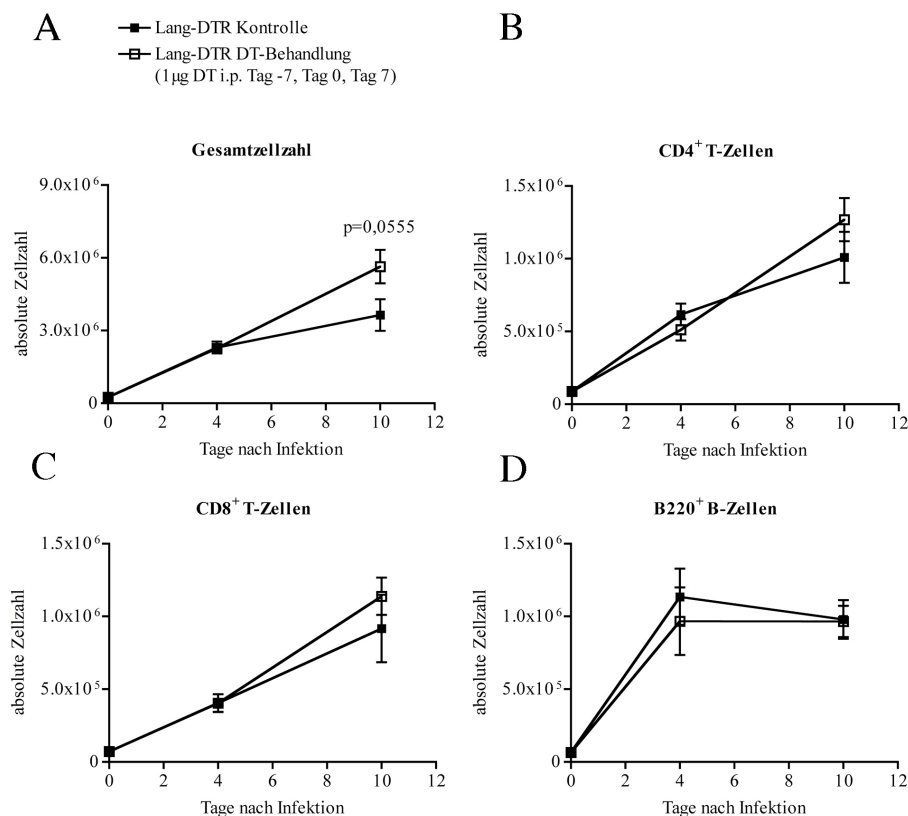 A
Lang-DTR Kontrolle
Lang-DTR DT-Behandlung
(1µg DT i.p. Tag -7, Tag 0, Tag 7)
B
Gesamtzellzahl
absolute Zellzahl
9.0x10⁶
6.0x10⁶
3.0x10⁶
0
p=0,0555
0 2 4 6 8 10 12
Tage nach Infektion
CD4⁺ T-Zellen
absolute Zellzahl
1.5x10⁶
1.0x10⁶
5.0x10⁵
0
0 2 4 6 8 10 12
Tage nach Infektion
C
CD8⁺ T-Zellen
absolute Zellzahl
1.5x10⁶
1.0x10⁶
5.0x10⁵
0
0 2 4 6 8 10 12
Tage nach Infektion
D
B220⁺ B-Zellen
absolute Zellzahl
1.5x10⁶
1.0x10⁶
5.0x10⁵
0
0 2 4 6 8 10 12
Tage nach Infektion